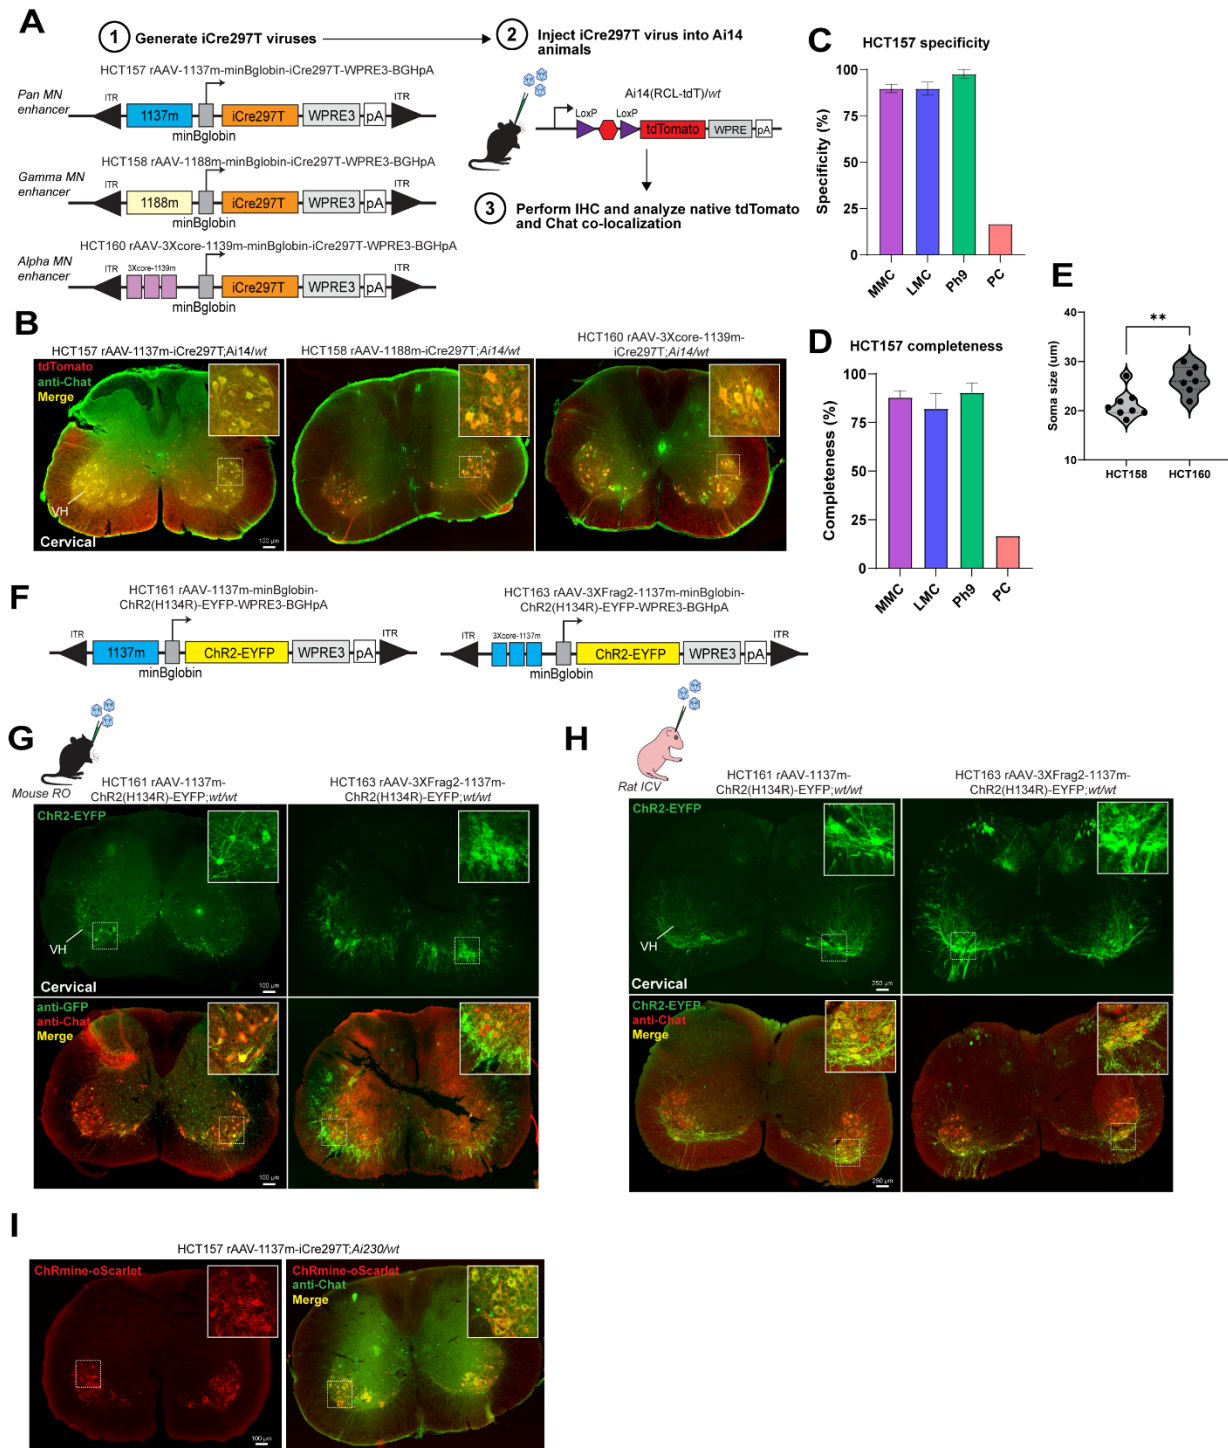 A
1 Generate iCre297T viruses
HCT157 rAAV-1137m-minBglobin-iCre297T-WPRE3-BGHpA
Pan MN
enhancer
ITR
1137m
iCre297T
WPRE3
pA
ITR
minBglobin
HCT158 rAAV-1188m-minBglobin-iCre297T-WPRE3-BGHpA
Gamma MN
enhancer
ITR
1188m
iCre297T
WPRE3
pA
ITR
minBglobin
HCT160 rAAV-3Xcore-1139m-minBglobin-iCre297T-WPRE3-BGHpA
Alpha MN
enhancer
ITR
3Xcore-1139m
iCre297T
WPRE3
pA
ITR
minBglobin
2 Inject iCre297T virus into Ai14
animals
Ai14(RCL-tdT)/wt
LoxP
LoxP
tdTomato
WPRE
pA
3 Perform IHC and analyze native tdTomato
and Chat co-localization
B
HCT157 rAAV-1137m-iCre297T;Ai14/wt
tdTomato
anti-Chat
Merge
VH
Cervical
100 µm
HCT158 rAAV-1188m-iCre297T;Ai14/wt
HCT160 rAAV-3Xcore-1139m-
iCre297T;Ai14/wt
C
HCT157 specificity
Specificity (%)
100
75
50
25
0
MMC
LMC
Ph9
PC
D
HCT157 completeness
Completeness (%)
100
75
50
25
0
MMC
LMC
Ph9
PC
E
**
Soma size (um)
40
30
20
10
HCT158
HCT160
F
HCT161 rAAV-1137m-minBglobin-
ChR2(H134R)-EYFP-WPRE3-BGHpA
ITR
1137m
ChR2-EYFP
WPRE3
pA
ITR
minBglobin
HCT163 rAAV-3XFrag2-1137m-minBglobin-
ChR2(H134R)-EYFP-WPRE3-BGHpA
ITR
3Xcore-1137m
ChR2-EYFP
WPRE3
pA
ITR
minBglobin
G
Mouse RO
HCT161 rAAV-1137m-
ChR2(H134R)-EYFP;wt/wt
HCT163 rAAV-3XFrag2-1137m-
ChR2(H134R)-EYFP;wt/wt
ChR2-EYFP
VH
Cervical
100 µm
anti-GFP
anti-Chat
Merge
100 µm
H
Rat ICV
HCT161 rAAV-1137m-
ChR2(H134R)-EYFP;wt/wt
HCT163 rAAV-3XFrag2-1137m-
ChR2(H134R)-EYFP;wt/wt
ChR2-EYFP
VH
Cervical
250 µm
ChR2-EYFP
anti-Chat
Merge
250 µm
I
HCT157 rAAV-1137m-iCre297T;Ai230/wt
ChRmine-oScarlet
100 µm
ChRmine-oScarlet
anti-Chat
Merge